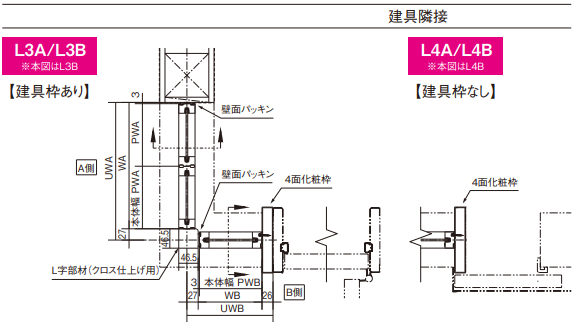 建具隣接
L3A/L3B
※本図はL3B
【建具枠あり】
L4A/L4B
※本図はL4B
【建具枠なし】
3
壁面パッキン
PWA
A側
UWA
WA
本体幅 PWA
壁面パッキン
4面化粧枠
4面化粧枠
27
46.5
46.5
L字部材(クロス仕上げ用)
3
本体幅 PWB
B側
27
WB
26
UWB